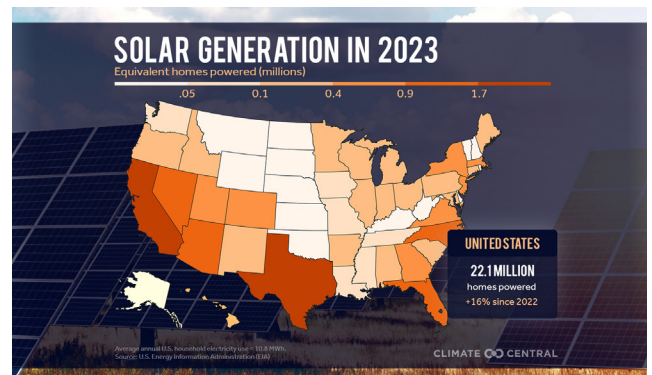 SOLAR GENERATION IN 2023
Equivalent homes powered (millions)
.05 0.1 0.4 0.9 1.7
UNITED STATES
22.1 MILLION
homes powered
+16% since 2022
Average annual U.S. household electricity use = 10.8 MWh.
Source: U.S. Energy Information Administration (EIA)
CLIMATE CENTRAL